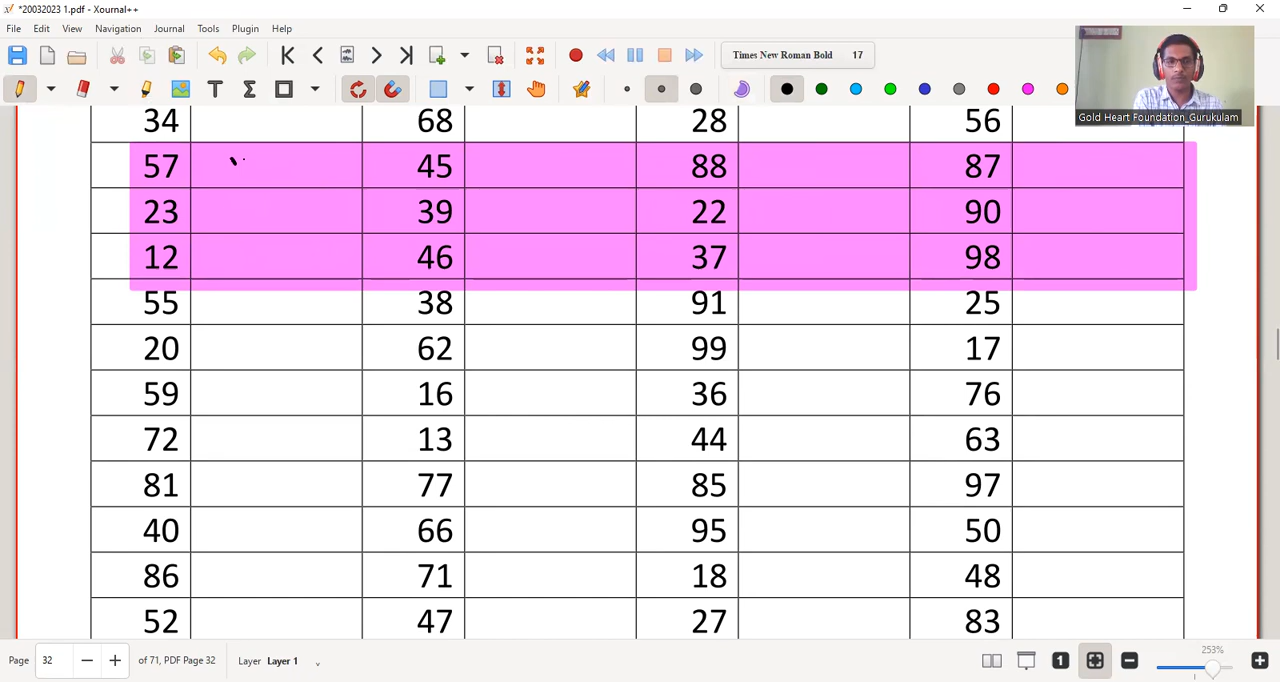 *20032023 1.pdf - Xournal++
File Edit View Navigation Journal Tools Plugin Help
Times New Roman Bold 17
Gold Heart Foundation_Gurukulam
34 68 28 56
57 45 88 87
23 39 22 90
12 46 37 98
55 38 91 25
20 62 99 17
59 16 36 76
72 13 44 63
81 77 85 97
40 66 95 50
86 71 18 48
52 47 27 83
Page 32 of 71, PDF Page 32 Layer Layer 1 253%